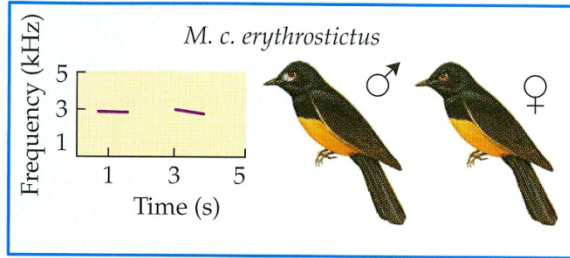 M. c. erythrostictus
Frequency (kHz)
5
3
1
1 3 5
Time (s)
♂
♀